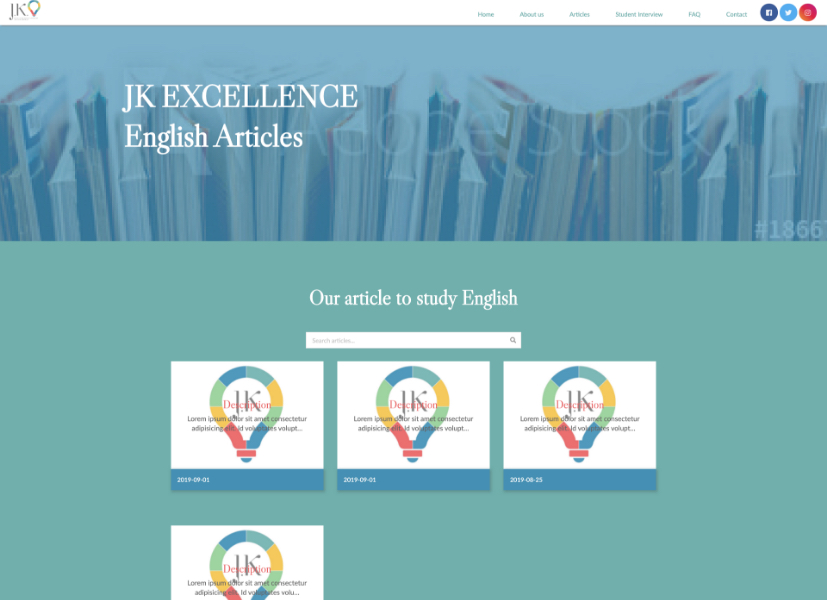 JK
Home About us Articles Student Interview FAQ Contact
JK EXCELLENCE
English Articles
Adobe Stock
#1866
Our article to study English
Search articles...
JK
Description
Lorem ipsum dolor sit amet consectetur
adipisicing elit. Id voluptates volupt...
2019-09-01
JK
Description
Lorem ipsum dolor sit amet consectetur
adipisicing elit. Id voluptates volupt...
2019-09-01
JK
Description
Lorem ipsum dolor sit amet consectetur
adipisicing elit. Id voluptates volupt...
2019-08-25
JK
Description
Lorem ipsum dolor sit amet consectetur
adipisicing elit. Id voluptates volu...